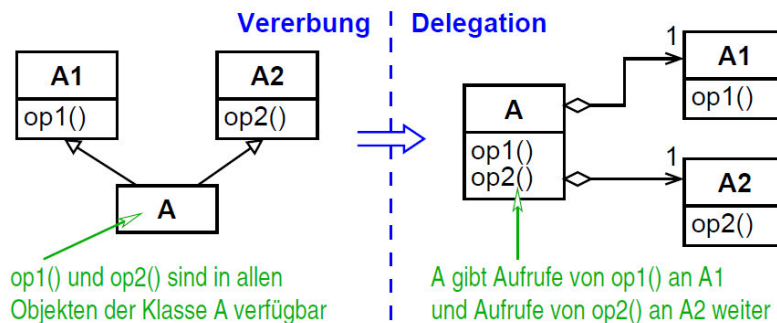 Vererbung
Delegation
A1
op1()
A2
op2()
A
op1() und op2() sind in allen
Objekten der Klasse A verfügbar
A
op1()
op2()
1
A1
op1()
1
A2
op2()
A gibt Aufrufe von op1() an A1
und Aufrufe von op2() an A2 weiter